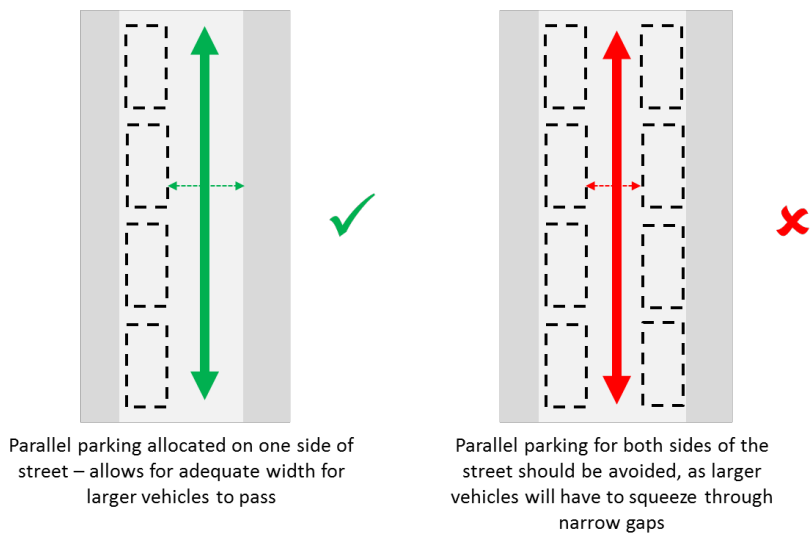 Parallel parking allocated on one side of
street – allows for adequate width for
larger vehicles to pass
Parallel parking for both sides of the
street should be avoided, as larger
vehicles will have to squeeze through
narrow gaps